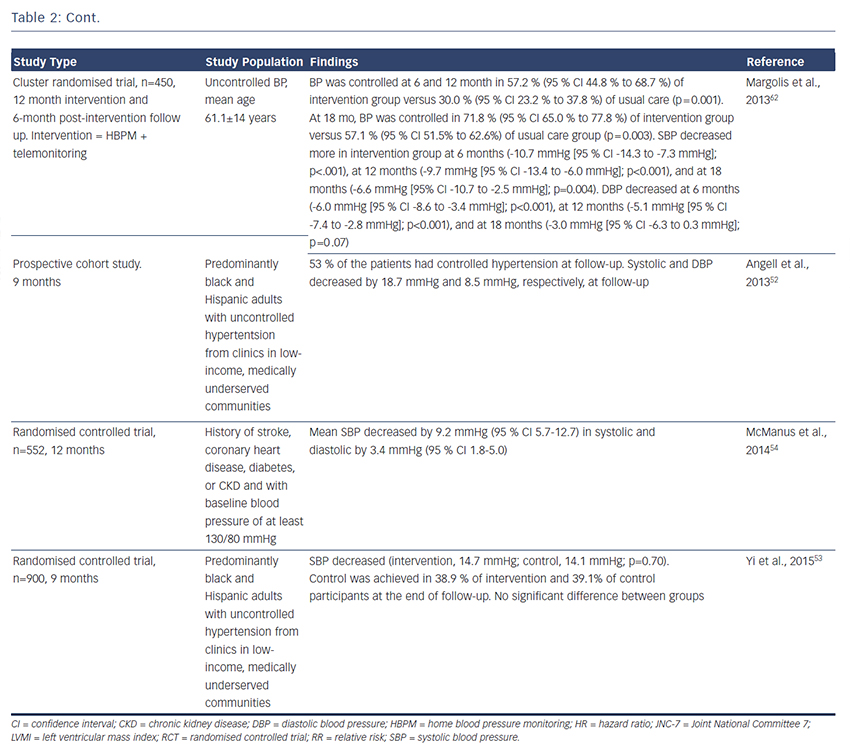 Table 2: Cont.
Study Type Study Population Findings Reference
Cluster randomised trial, n=450,
12 month intervention and
6-month post-intervention follow
up. Intervention = HBPM +
telemonitoring
Uncontrolled BP,
mean age
61.1±14 years
BP was controlled at 6 and 12 month in 57.2 % (95 % CI 44.8 % to 68.7 %) of
intervention group versus 30.0 % (95 % CI 23.2 % to 37.8 %) of usual care (p=0.001).
At 18 mo, BP was controlled in 71.8 % (95 % CI 65.0 % to 77.8 %) of intervention group
versus 57.1 % (95 % CI 51.5% to 62.6%) of usual care group (p=0.003). SBP decreased
more in intervention group at 6 months (-10.7 mmHg [95 % CI -14.3 to -7.3 mmHg];
p<.001), at 12 months (-9.7 mmHg [95 % CI -13.4 to -6.0 mmHg]; p<0.001), and at 18
months (-6.6 mmHg [95% CI -10.7 to -2.5 mmHg]; p=0.004). DBP decreased at 6 months
(-6.0 mmHg [95 % CI -8.6 to -3.4 mmHg]; p<0.001), at 12 months (-5.1 mmHg [95 % CI
-7.4 to -2.8 mmHg]; p<0.001), and at 18 months (-3.0 mmHg [95 % CI -6.3 to 0.3 mmHg];
p=0.07)
Margolis et al.,
2013⁶²
Prospective cohort study.
9 months
Predominantly
black and
Hispanic adults
with uncontrolled
hypertentsion
from clinics in low-
income, medically
underserved
communities
53 % of the patients had controlled hypertension at follow-up. Systolic and DBP
decreased by 18.7 mmHg and 8.5 mmHg, respectively, at follow-up
Angell et al.,
2013⁵²
Randomised controlled trial,
n=552, 12 months
History of stroke,
coronary heart
disease, diabetes,
or CKD and with
baseline blood
pressure of at least
130/80 mmHg
Mean SBP decreased by 9.2 mmHg (95 % CI 5.7-12.7) in systolic and
diastolic by 3.4 mmHg (95 % CI 1.8-5.0)
McManus et al.,
2014⁵⁴
Randomised controlled trial,
n=900, 9 months
Predominantly
black and
Hispanic adults
with uncontrolled
hypertension from
clinics in low-
income, medically
underserved
communities
SBP decreased (intervention, 14.7 mmHg; control, 14.1 mmHg; p=0.70).
Control was achieved in 38.9 % of intervention and 39.1% of control
participants at the end of follow-up. No significant difference between groups
Yi et al., 2015⁵³
CI = confidence interval; CKD = chronic kidney disease; DBP = diastolic blood pressure; HBPM = home blood pressure monitoring; HR = hazard ratio; JNC-7 = Joint National Committee 7;
LVMI = left ventricular mass index; RCT = randomised controlled trial; RR = relative risk; SBP = systolic blood pressure.